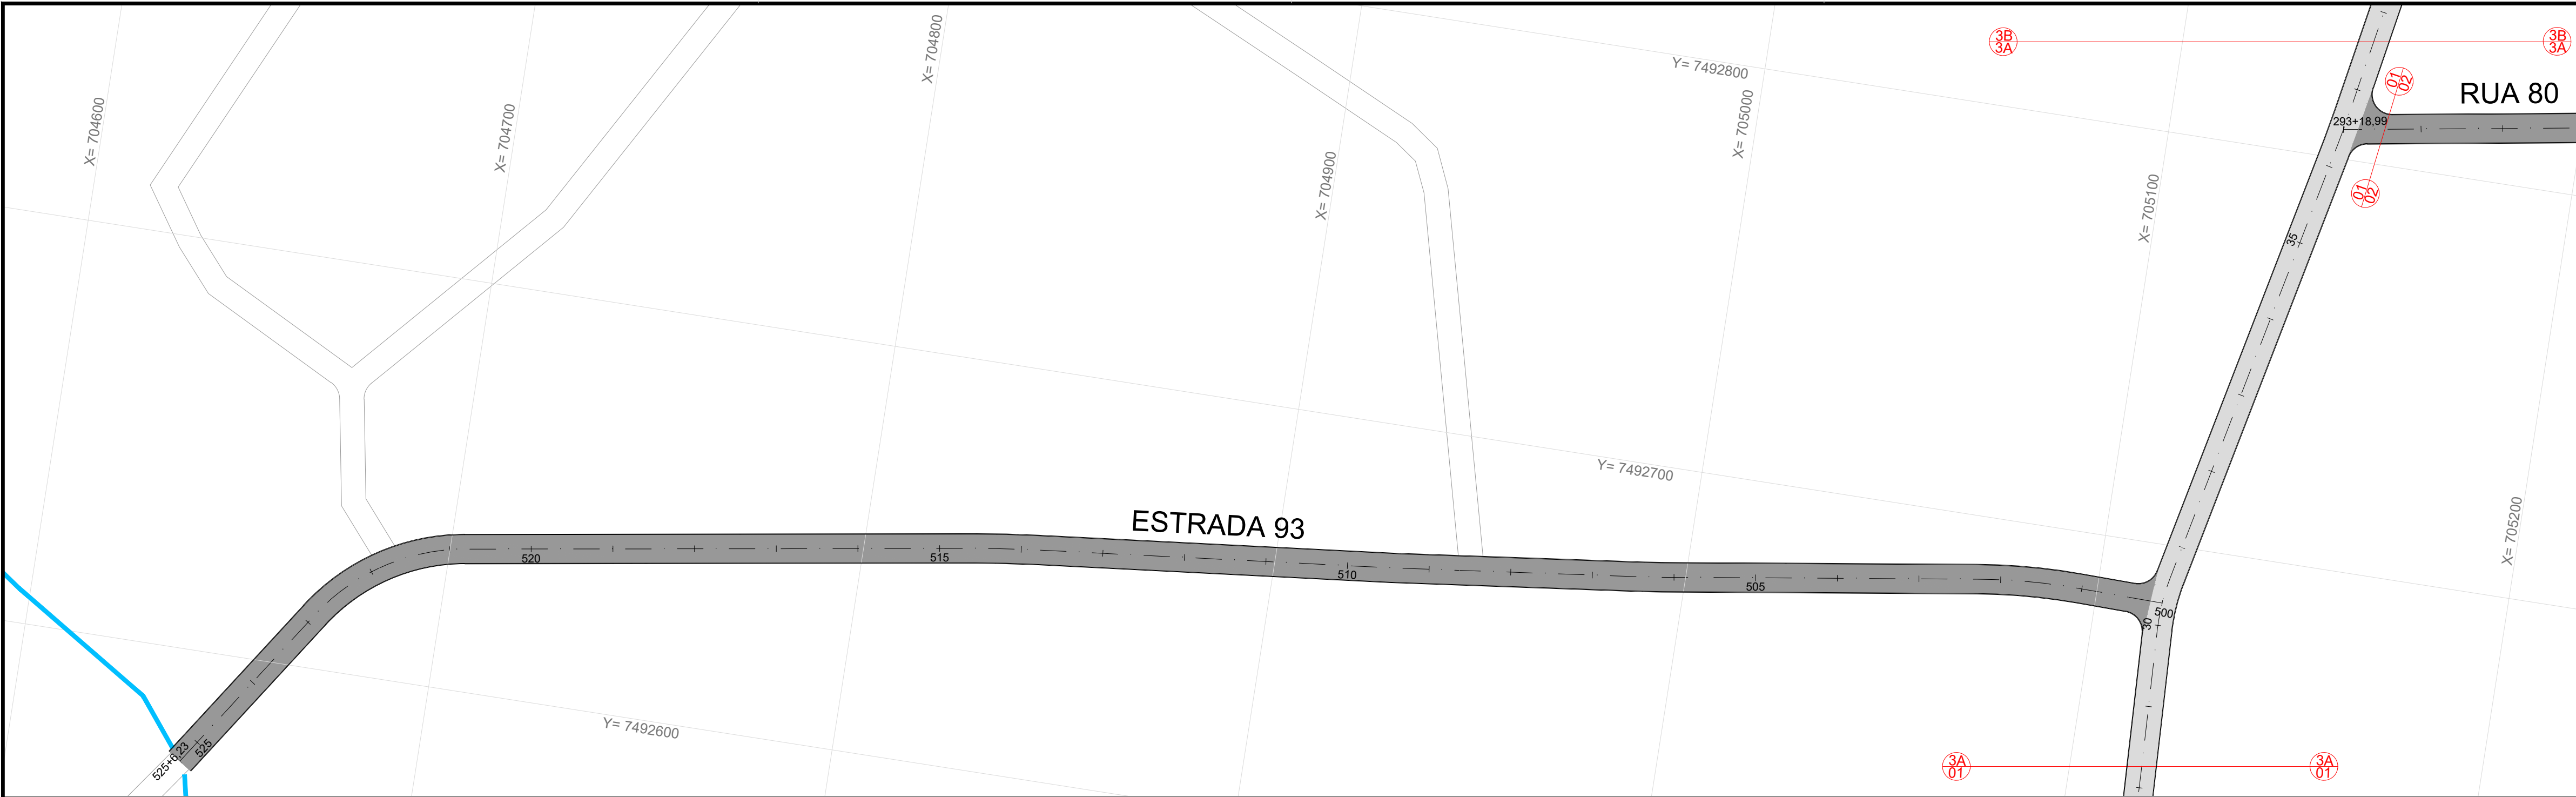 X= 704600
X= 704700
X= 704800
X= 704900
Y= 7492800
X= 705000
X= 705100
3B
3A
3B
3A
01
02
RUA 80
293+18,99
01
02
35
Y= 7492700
X= 705200
ESTRADA 93
520
515
510
505
500
30
Y= 7492600
525+6,23
525
3A
01
3A
01